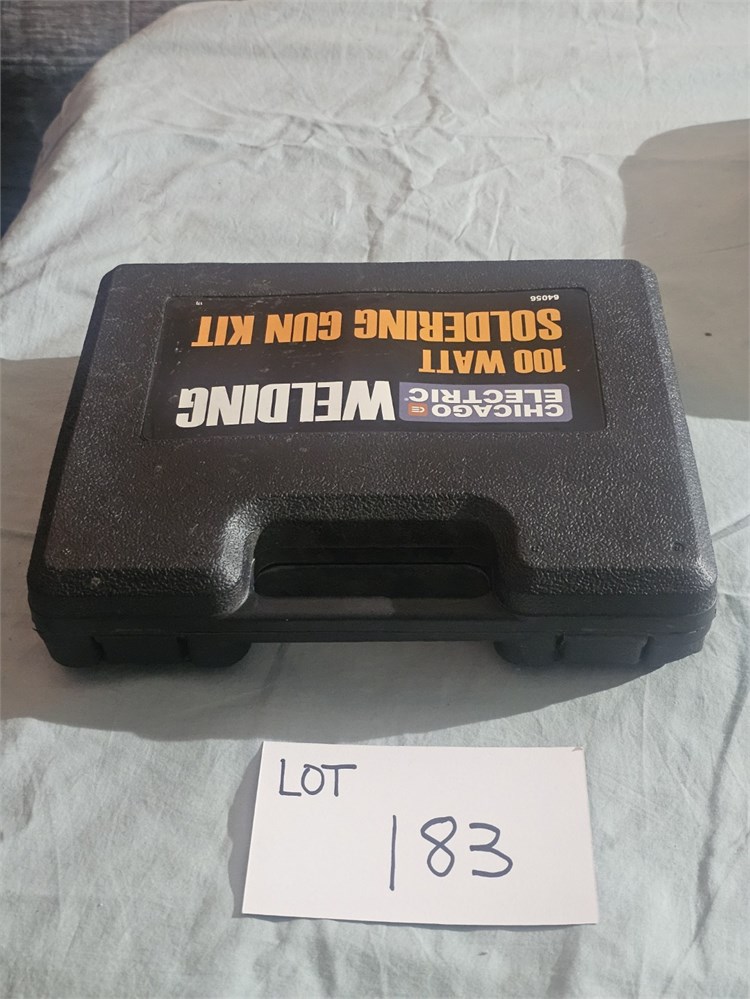 CHICAGO
ELECTRIC
WELDING
100 WATT
SOLDERING GUN KIT
64056
LOT
183